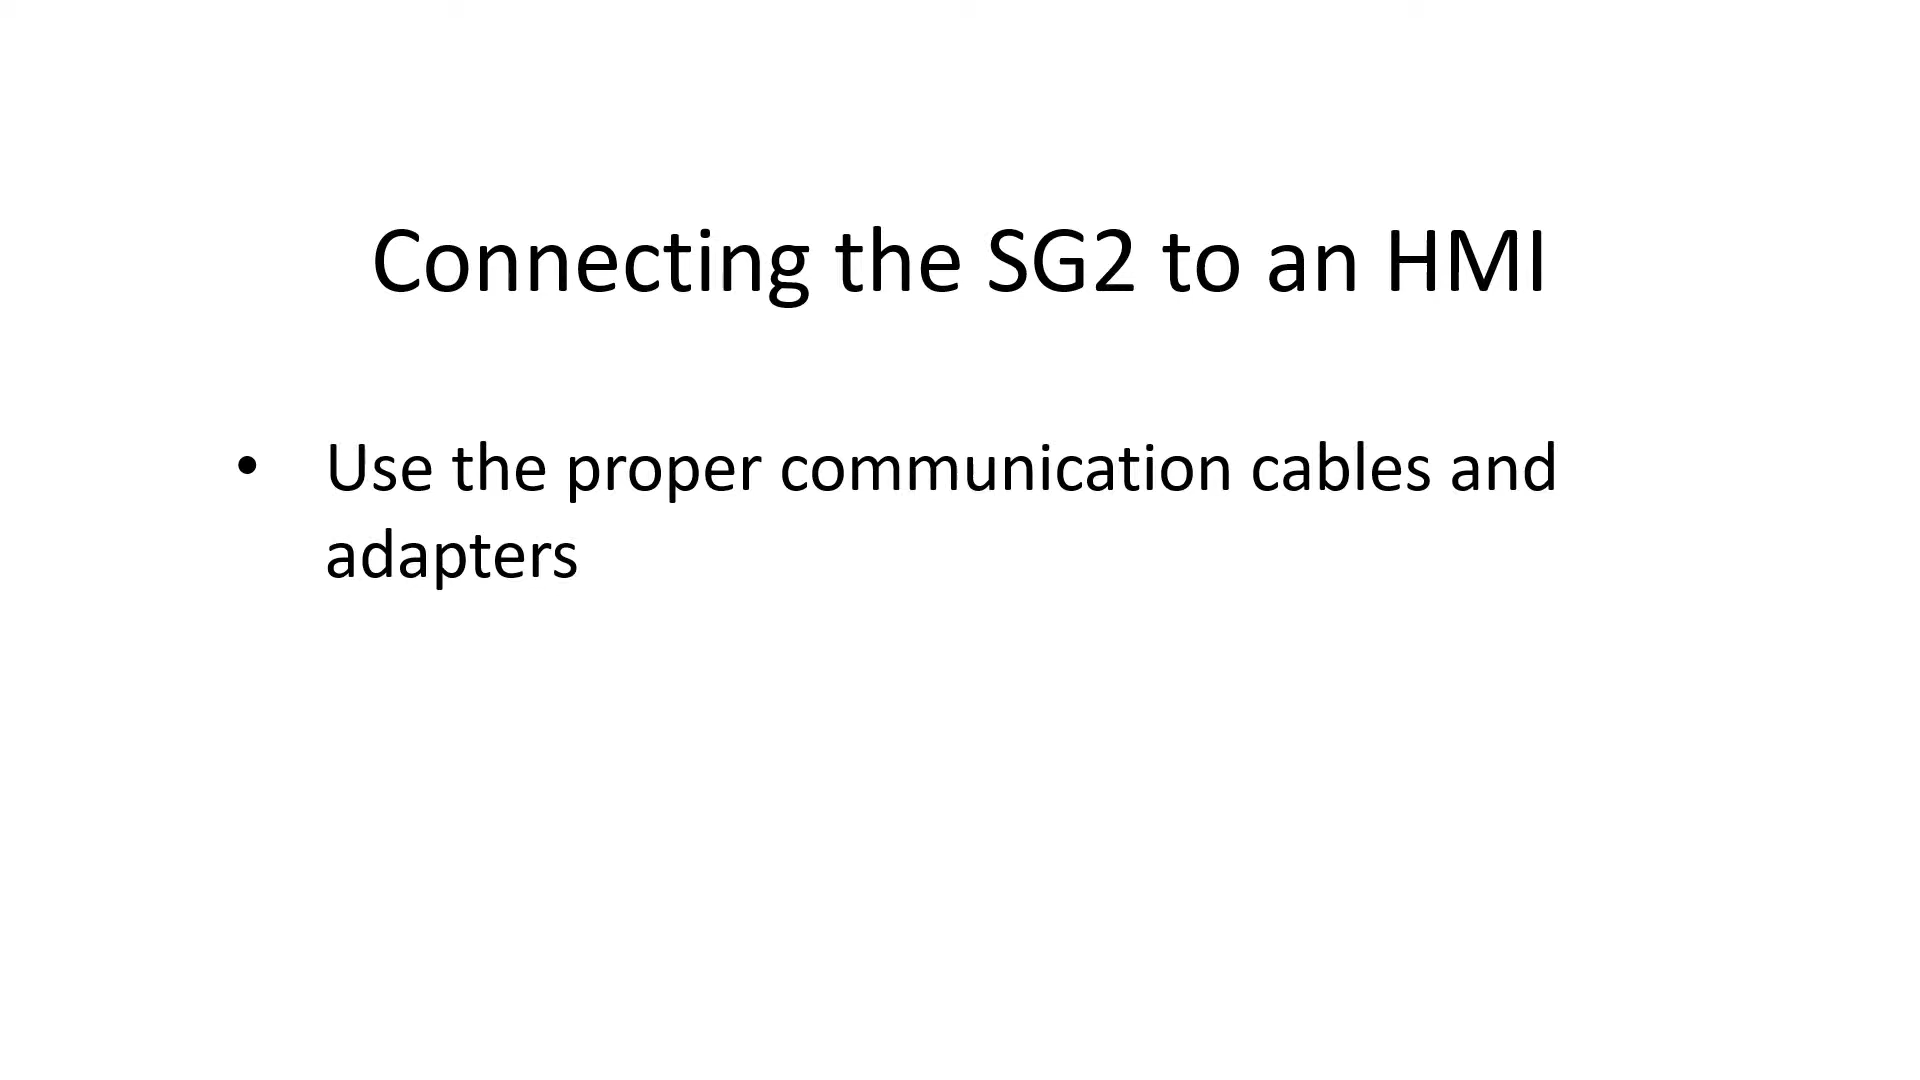 Connecting the SG2 to an HMI
• Use the proper communication cables and
adapters